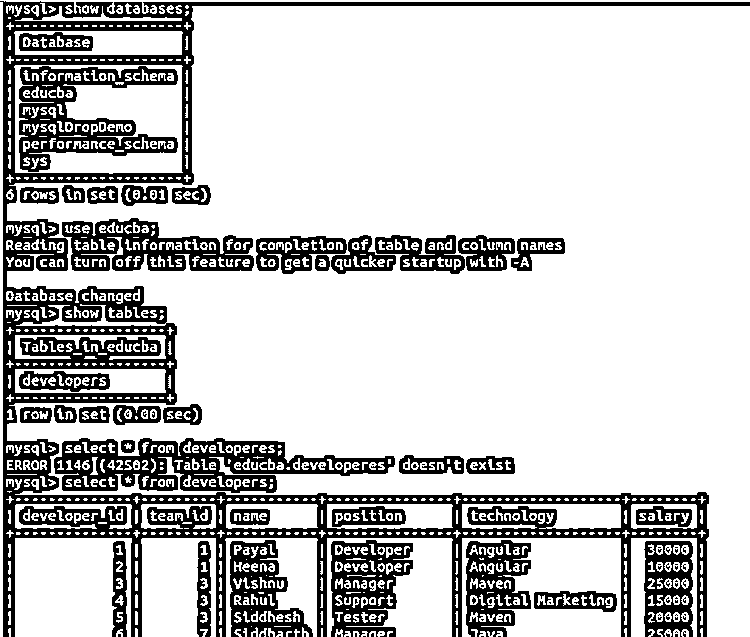 mysql> show databases;
Database
information_schema
educba
mysql
mysqlDropDemo
performance_schema
sys
6 rows in set (0.01 sec)
mysql> use educba;
Reading table information for completion of table and column names
You can turn off this feature to get a quicker startup with -A
Database changed
mysql> show tables;
Tables_in_educba
developers
1 row in set (0.00 sec)
mysql> select * from developeres;
ERROR 1146 (42S02): Table 'educba.developeres' doesn't exist
mysql> select * from developers;
developer_id team_id name position technology salary
1 1 Payal Developer Angular 30000
2 1 Heena Developer Angular 10000
3 3 Vishnu Manager Maven 25000
4 3 Rahul Support Digital Marketing 15000
5 3 Siddhesh Tester Maven 20000
6 7 Siddharth Manager Java 25000